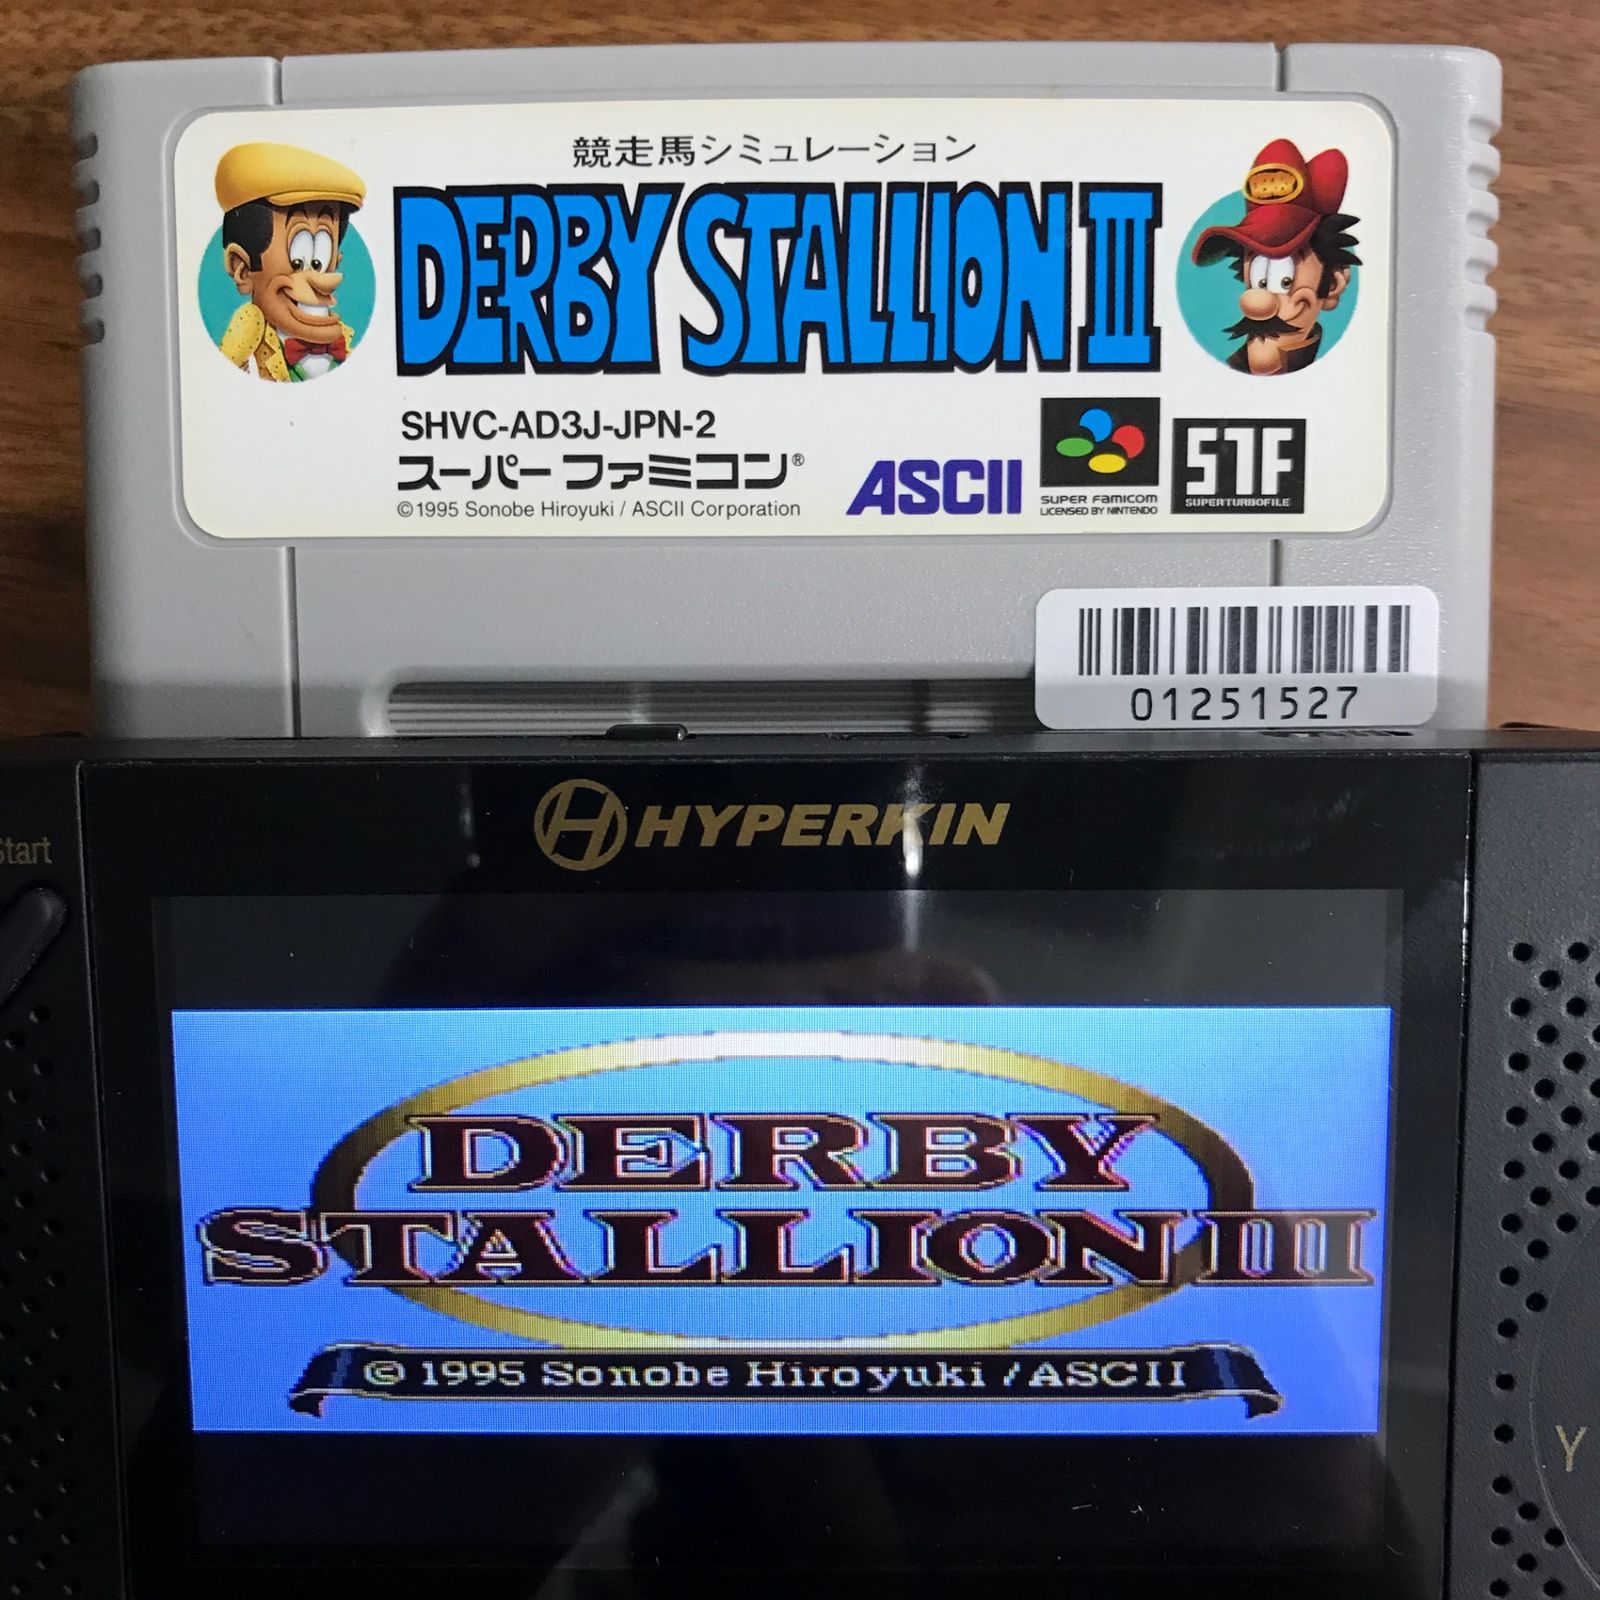 競走馬シミュレーション
DERBY STALLION III
SHVC-AD3J-JPN-2
スーパーファミコン®
©1995 Sonobe Hiroyuki / ASCII Corporation
ASCII
SUPER FAMICOM
LICENSED BY NINTENDO
STF
SUPERTURBOFILE
01251527
HYPERKIN
Start
DERBY
STALLION III
© 1995 Sonobe Hiroyuki / ASCII
Y